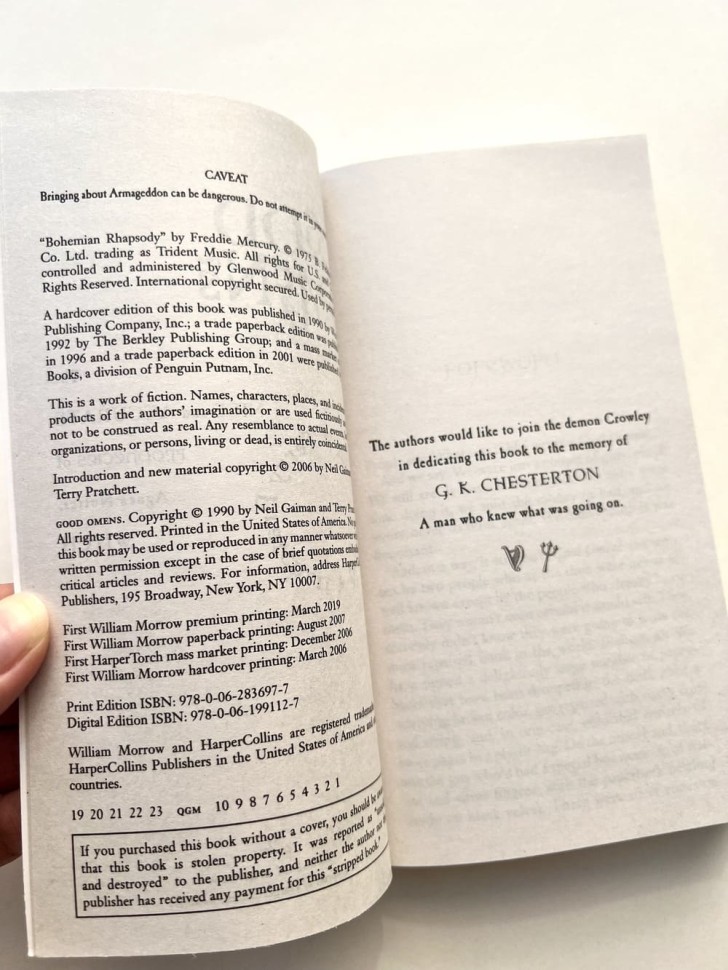 CAVEAT
Bringing about Armageddon can be dangerous. Do not attempt it in your
"Bohemian Rhapsody" by Freddie Mercury. © 1975 B
Co. Ltd. trading as Trident Music. All rights for U.S.
controlled and administered by Glenwood Music
Rights Reserved. International copyright secured. Used by
A hardcover edition of this book was published in 1990 by
Publishing Company, Inc.; a trade paperback edition was
1992 by The Berkley Publishing Group; and a mass market
in 1996 and a trade paperback edition in 2001 were
Books, a division of Penguin Putnam, Inc.
This is a work of fiction. Names, characters, places, and
products of the authors' imagination or are used fictitiously
not to be construed as real. Any resemblance to actual events,
organizations, or persons, living or dead, is entirely
Introduction and new material copyright © 2006 by Neil
Terry Pratchett.
GOOD OMENS. Copyright © 1990 by Neil Gaiman and Terry
All rights reserved. Printed in the United States of America. No
this book may be used or reproduced in any manner whatsoever
written permission except in the case of brief quotations
critical articles and reviews. For information, address
Publishers, 195 Broadway, New York, NY 10007.
First William Morrow premium printing: March 2019
First William Morrow paperback printing: August 2007
First HarperTorch mass market printing: December 2006
First William Morrow hardcover printing: March 2006
Print Edition ISBN: 978-0-06-283697-7
Digital Edition ISBN: 978-0-06-199112-7
William Morrow and HarperCollins are registered
HarperCollins Publishers in the United States of America and
countries.
19 20 21 22 23 QGM 10 9 8 7 6 5 4 3 2 1
If you purchased this book without a cover, you should be
that this book is stolen property. It was reported as
and destroyed" to the publisher, and neither the author nor the
publisher has received any payment for this "stripped book."
The authors would like to join the demon Crowley
in dedicating this book to the memory of
G. K. CHESTERTON
A man who knew what was going on.